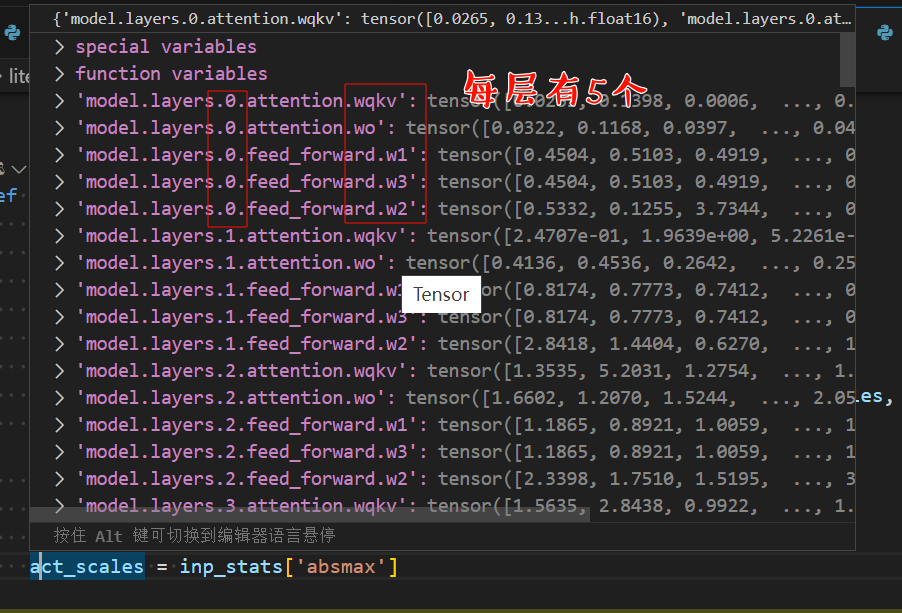 {'model.layers.0.attention.wqkv': tensor([0.0265, 0.13...h.float16), 'model.layers.0.at…
lite
special variables
function variables
每层有5个
'model.layers.0.attention.wqkv': tensor([0.0265, 0.1398, 0.0006, ..., 0.
'model.layers.0.attention.wo': tensor([0.0322, 0.1168, 0.0397, ..., 0.04
'model.layers.0.feed_forward.w1': tensor([0.4504, 0.5103, 0.4919, ..., 0
'model.layers.0.feed_forward.w3': tensor([0.4504, 0.5103, 0.4919, ..., 0
ef
'model.layers.0.feed_forward.w2': tensor([0.5332, 0.1255, 3.7344, ..., 0
'model.layers.1.attention.wqkv': tensor([2.4707e-01, 1.9639e+00, 5.2261e-
'model.layers.1.attention.wo': tensor([0.4136, 0.4536, 0.2642, ..., 0.25
'model.layers.1.feed_forward.w1': tensor([0.8174, 0.7773, 0.7412, ..., 0
Tensor
'model.layers.1.feed_forward.w3': tensor([0.8174, 0.7773, 0.7412, ..., 0
'model.layers.1.feed_forward.w2': tensor([2.8418, 1.4404, 0.6270, ..., 1
'model.layers.2.attention.wqkv': tensor([1.3535, 5.2031, 1.2754, ..., 1.
'model.layers.2.attention.wo': tensor([1.6602, 1.2070, 1.5244, ..., 2.05
les,
'model.layers.2.feed_forward.w1': tensor([1.1865, 0.8921, 1.0059, ..., 1
'model.layers.2.feed_forward.w3': tensor([1.1865, 0.8921, 1.0059, ..., 1
'model.layers.2.feed_forward.w2': tensor([2.3398, 1.7510, 1.5195, ..., 3
'model.layers.3.attention.wqkv': tensor([1.5635, 2.8438, 0.9922, ..., 1.
按住 Alt 键可切换到编辑器语言悬停
act_scales = inp_stats['absmax']